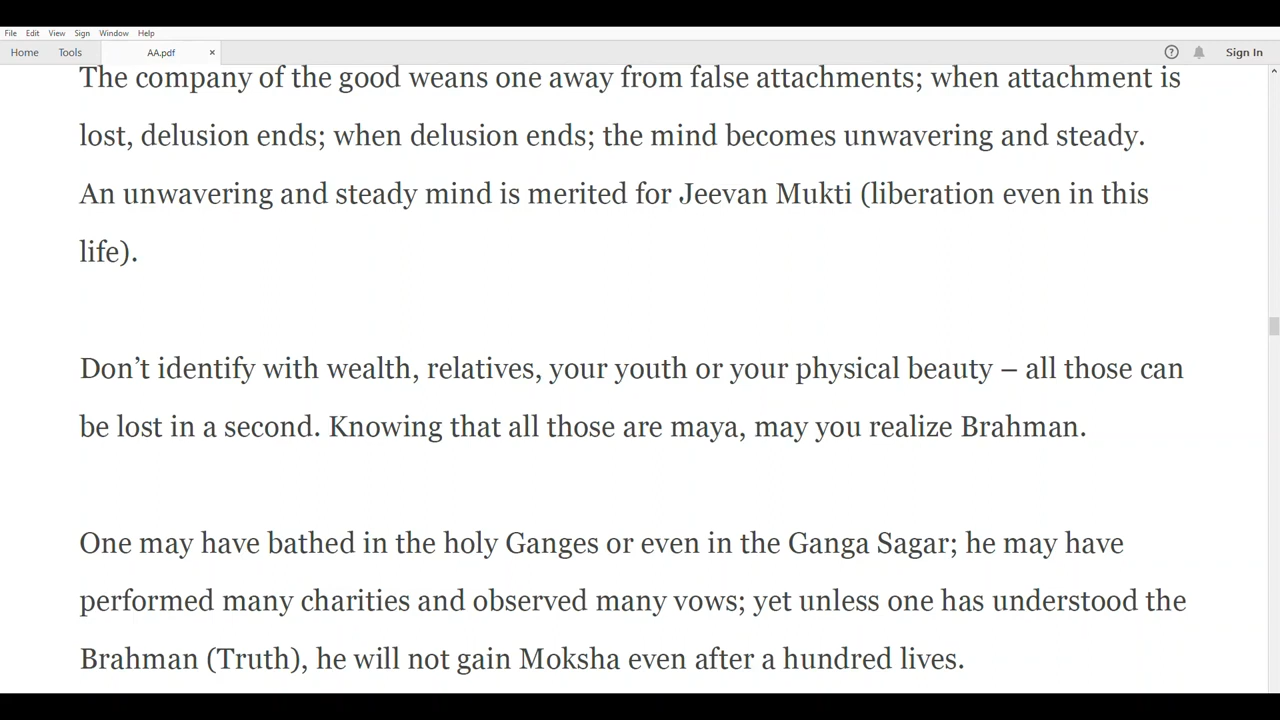 File Edit View Sign Window Help
Home Tools AA.pdf × ? Sign In
The company of the good weans one away from false attachments; when attachment is
lost, delusion ends; when delusion ends; the mind becomes unwavering and steady.
An unwavering and steady mind is merited for Jeevan Mukti (liberation even in this
life).
Don’t identify with wealth, relatives, your youth or your physical beauty – all those can
be lost in a second. Knowing that all those are maya, may you realize Brahman.
One may have bathed in the holy Ganges or even in the Ganga Sagar; he may have
performed many charities and observed many vows; yet unless one has understood the
Brahman (Truth), he will not gain Moksha even after a hundred lives.